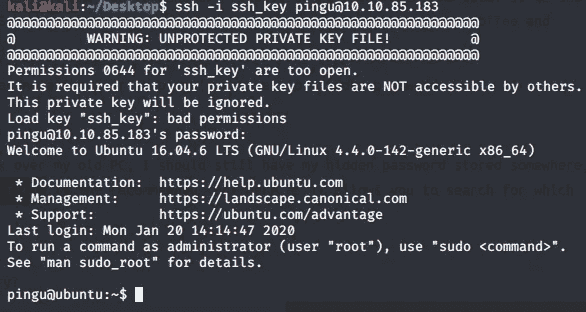 kali@kali:~/Desktop$ ssh -i ssh_key pingu@10.10.85.183
@@@@@@@@@@@@@@@@@@@@@@@@@@@@@@@@@@@@@@@@@@@@@@@@@@@@@@@@@@@
@         WARNING: UNPROTECTED PRIVATE KEY FILE!          @
@@@@@@@@@@@@@@@@@@@@@@@@@@@@@@@@@@@@@@@@@@@@@@@@@@@@@@@@@@@
Permissions 0644 for 'ssh_key' are too open.
It is required that your private key files are NOT accessible by others.
This private key will be ignored.
Load key "ssh_key": bad permissions
pingu@10.10.85.183's password:
Welcome to Ubuntu 16.04.6 LTS (GNU/Linux 4.4.0-142-generic x86_64)
 * Documentation:  https://help.ubuntu.com
 * Management:     https://landscape.canonical.com
 * Support:        https://ubuntu.com/advantage
Last login: Mon Jan 20 14:14:47 2020
To run a command as administrator (user "root"), use "sudo <command>".
See "man sudo_root" for details.
pingu@ubuntu:~$